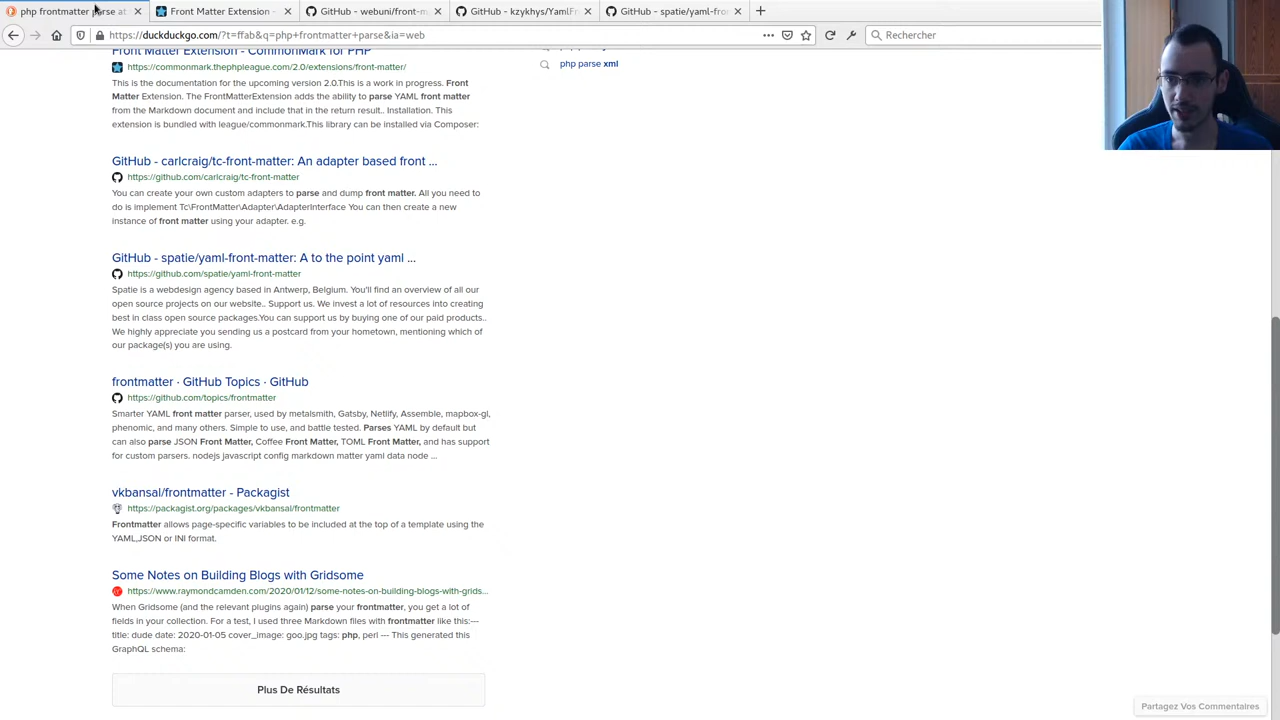 php frontmatter parse at
Front Matter Extension -
GitHub - webuni/front-m
GitHub - kzykhys/YamlFr
GitHub - spatie/yaml-fro
https://duckduckgo.com/?t=ffab&q=php+frontmatter+parse&ia=web
Rechercher
Front Matter Extension - CommonMark for PHP
https://commonmark.thephpleague.com/2.0/extensions/front-matter/
This is the documentation for the upcoming version 2.0.This is a work in progress. Front
Matter Extension. The FrontMatterExtension adds the ability to parse YAML front matter
from the Markdown document and include that in the return result.. Installation. This
extension is bundled with league/commonmark.This library can be installed via Composer:
php parse xml
GitHub - carlcraig/tc-front-matter: An adapter based front ...
https://github.com/carlcraig/tc-front-matter
You can create your own custom adapters to parse and dump front matter. All you need to
do is implement Tc\FrontMatter\Adapter\AdapterInterface You can then create a new
instance of front matter using your adapter. e.g.
GitHub - spatie/yaml-front-matter: A to the point yaml ...
https://github.com/spatie/yaml-front-matter
Spatie is a webdesign agency based in Antwerp, Belgium. You'll find an overview of all our
open source projects on our website.. Support us. We invest a lot of resources into creating
best in class open source packages.You can support us by buying one of our paid products..
We highly appreciate you sending us a postcard from your hometown, mentioning which of
our package(s) you are using.
frontmatter · GitHub Topics · GitHub
https://github.com/topics/frontmatter
Smarter YAML front matter parser, used by metalsmith, Gatsby, Netlify, Assemble, mapbox-gl,
phenomic, and many others. Simple to use, and battle tested. Parses YAML by default but
can also parse JSON Front Matter, Coffee Front Matter, TOML Front Matter, and has support
for custom parsers. nodejs javascript config markdown matter yaml data node ...
vkbansal/frontmatter - Packagist
https://packagist.org/packages/vkbansal/frontmatter
Frontmatter allows page-specific variables to be included at the top of a template using the
YAML,JSON or INI format.
Some Notes on Building Blogs with Gridsome
https://www.raymondcamden.com/2020/01/12/some-notes-on-building-blogs-with-grids...
When Gridsome (and the relevant plugins again) parse your frontmatter, you get a lot of
fields in your collection. For a test, I used three Markdown files with frontmatter like this:---
title: dude date: 2020-01-05 cover_image: goo.jpg tags: php, perl --- This generated this
GraphQL schema:
Plus De Résultats
Partagez Vos Commentaires